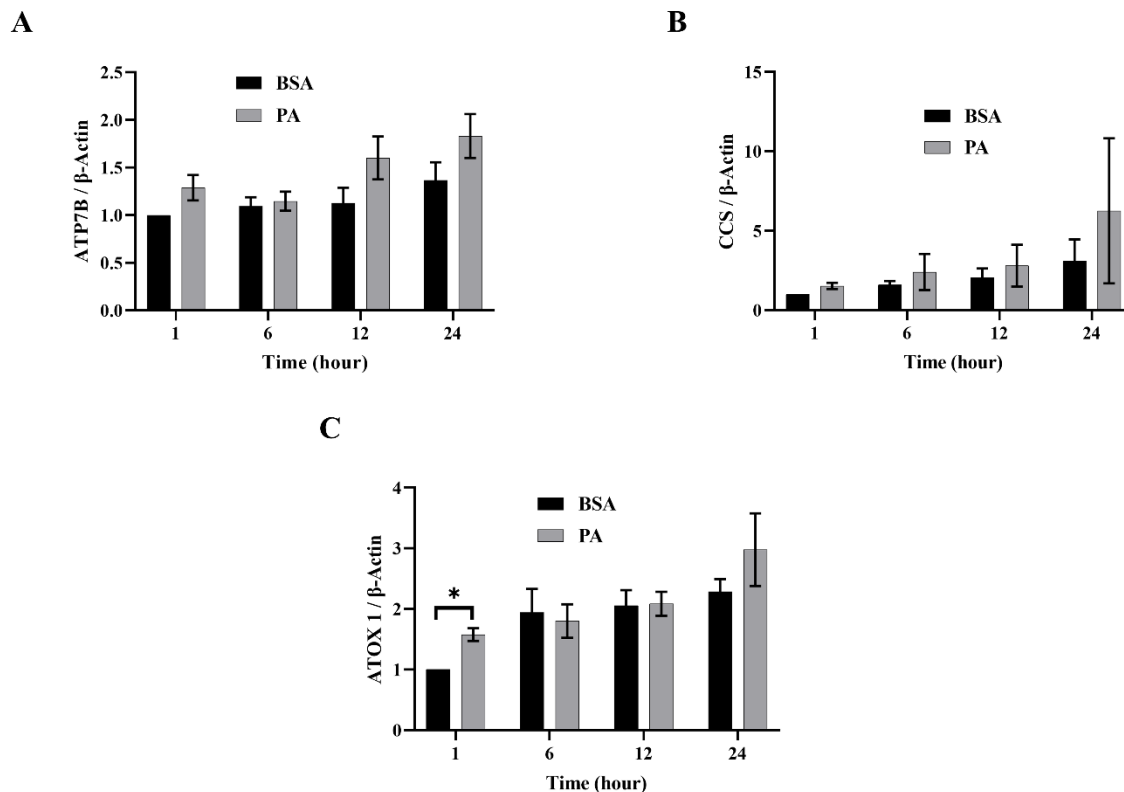 A
ATP7B / β-Actin
2.5
2.0
1.5
1.0
0.5
0.0
BSA
PA
1 6 12 24
Time (hour)
B
CCS / β-Actin
15
10
5
0
BSA
PA
1 6 12 24
Time (hour)
C
ATOX 1 / β-Actin
4
3
2
1
0
BSA
PA
*
1 6 12 24
Time (hour)